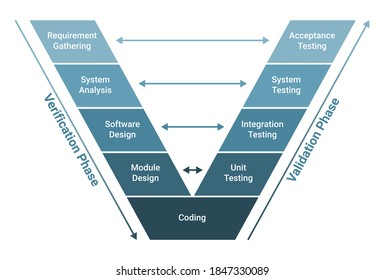 Requirement
Gathering
Acceptance
Testing
System
Analysis
System
Testing
Software
Design
Integration
Testing
Module
Design
Unit
Testing
Coding
Verification Phase
Validation Phase
shutterstock.com · 1847330089